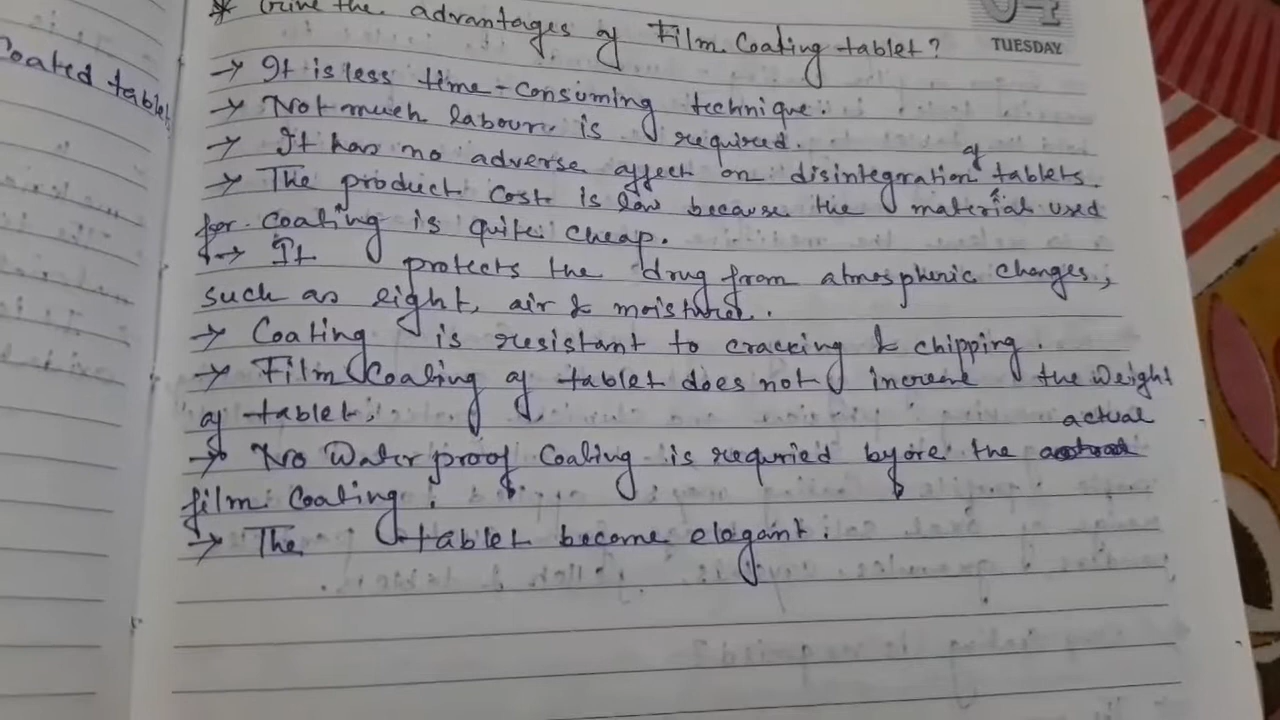 * Give the advantages of Film Coating tablet?
04
TUESDAY
Coated tablet
→ It is less time-consuming technique.
→ Not much labour is required.
→ It has no adverse affect on disintegration of tablets.
→ The product cost is low because the material used
for coating is quite cheap.
→ It protects the drug from atmospheric changes,
such as light, air & moisture.
→ Coating is resistant to cracking & chipping.
→ Film Coating of tablet does not increase the weight
of tablet.
→ No Water proof Coating is requried before the actual
film coating.
→ The tablet become elegant.